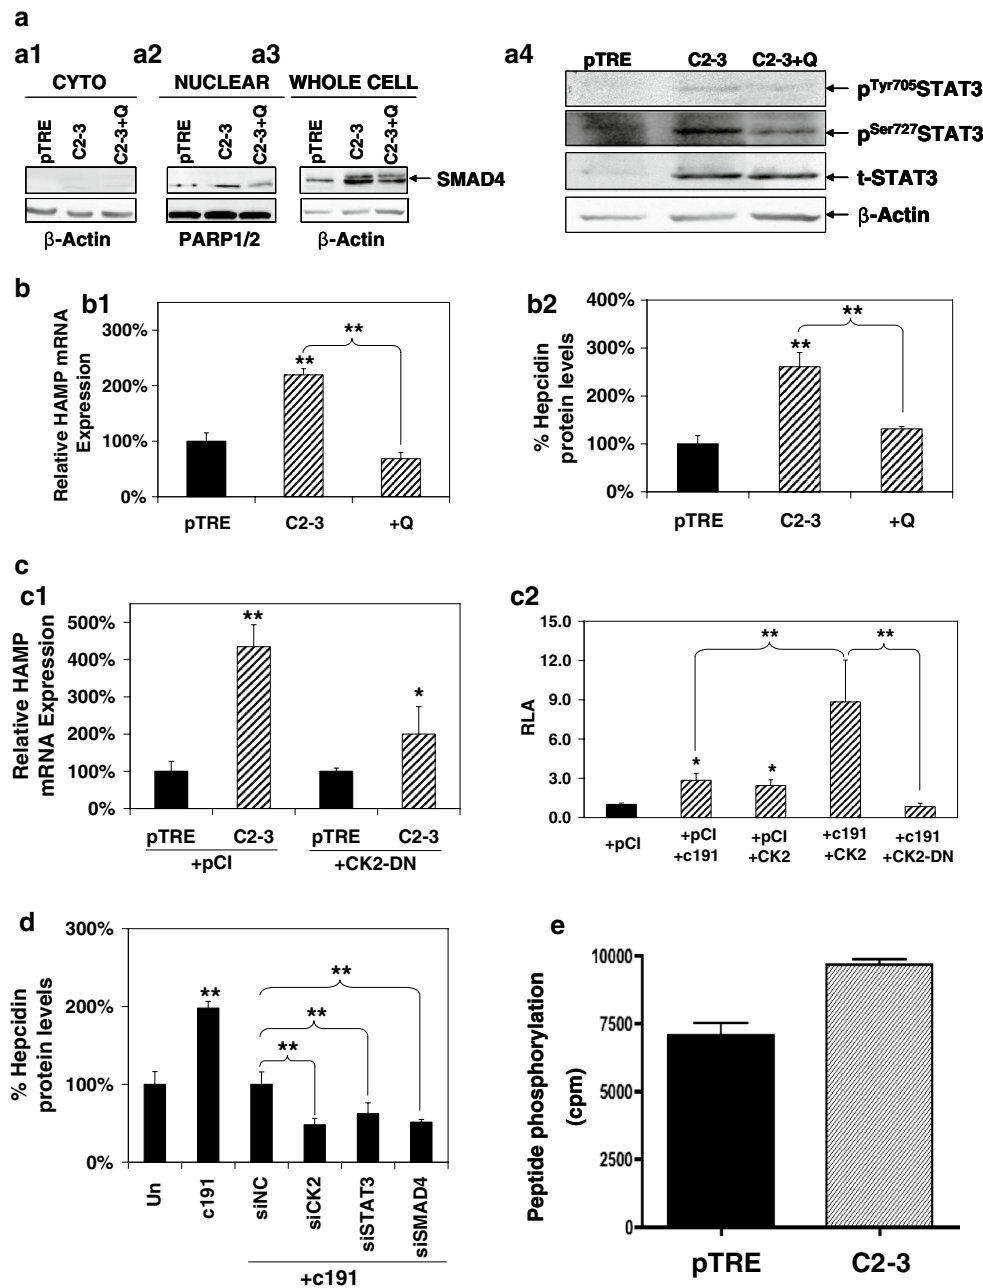 a
a1 a2 a3 a4
CYTO NUCLEAR WHOLE CELL
pTRE C2-3 C2-3+Q pTRE C2-3 C2-3+Q pTRE C2-3 C2-3+Q
SMAD4
β-Actin PARP1/2 β-Actin
pTRE C2-3 C2-3+Q
pTyr705STAT3
pSer727STAT3
t-STAT3
β-Actin
b
b1
Relative HAMP mRNA
Expression
300%
200%
100%
0%
**
**
pTRE C2-3 +Q
b2
% Hepcidin
protein levels
400%
300%
200%
100%
0%
**
**
pTRE C2-3 +Q
c
c1
Relative HAMP
mRNA Expression
500%
400%
300%
200%
100%
0%
**
*
pTRE C2-3 pTRE C2-3
+pCI +CK2-DN
c2
RLA
15.0
12.0
9.0
6.0
3.0
0.0
** **
* *
+pCI +pCI +pCI +c191 +c191
+c191 +CK2 +CK2 +CK2-DN
d
% Hepcidin
protein levels
300%
200%
100%
0%
**
**
**
**
Un c191 siNC siCK2 siSTAT3 siSMAD4
+c191
e
Peptide phosphorylation
(cpm)
10000
7500
5000
2500
0
pTRE C2-3